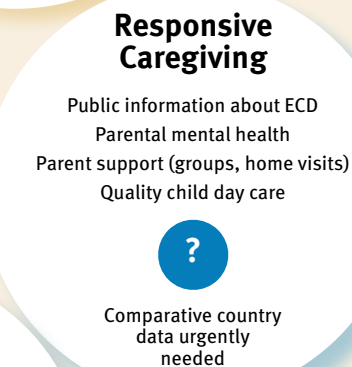 Responsive
Caregiving
Public information about ECD
Parental mental health
Parent support (groups, home visits)
Quality child day care
?
Comparative country
data urgently
needed